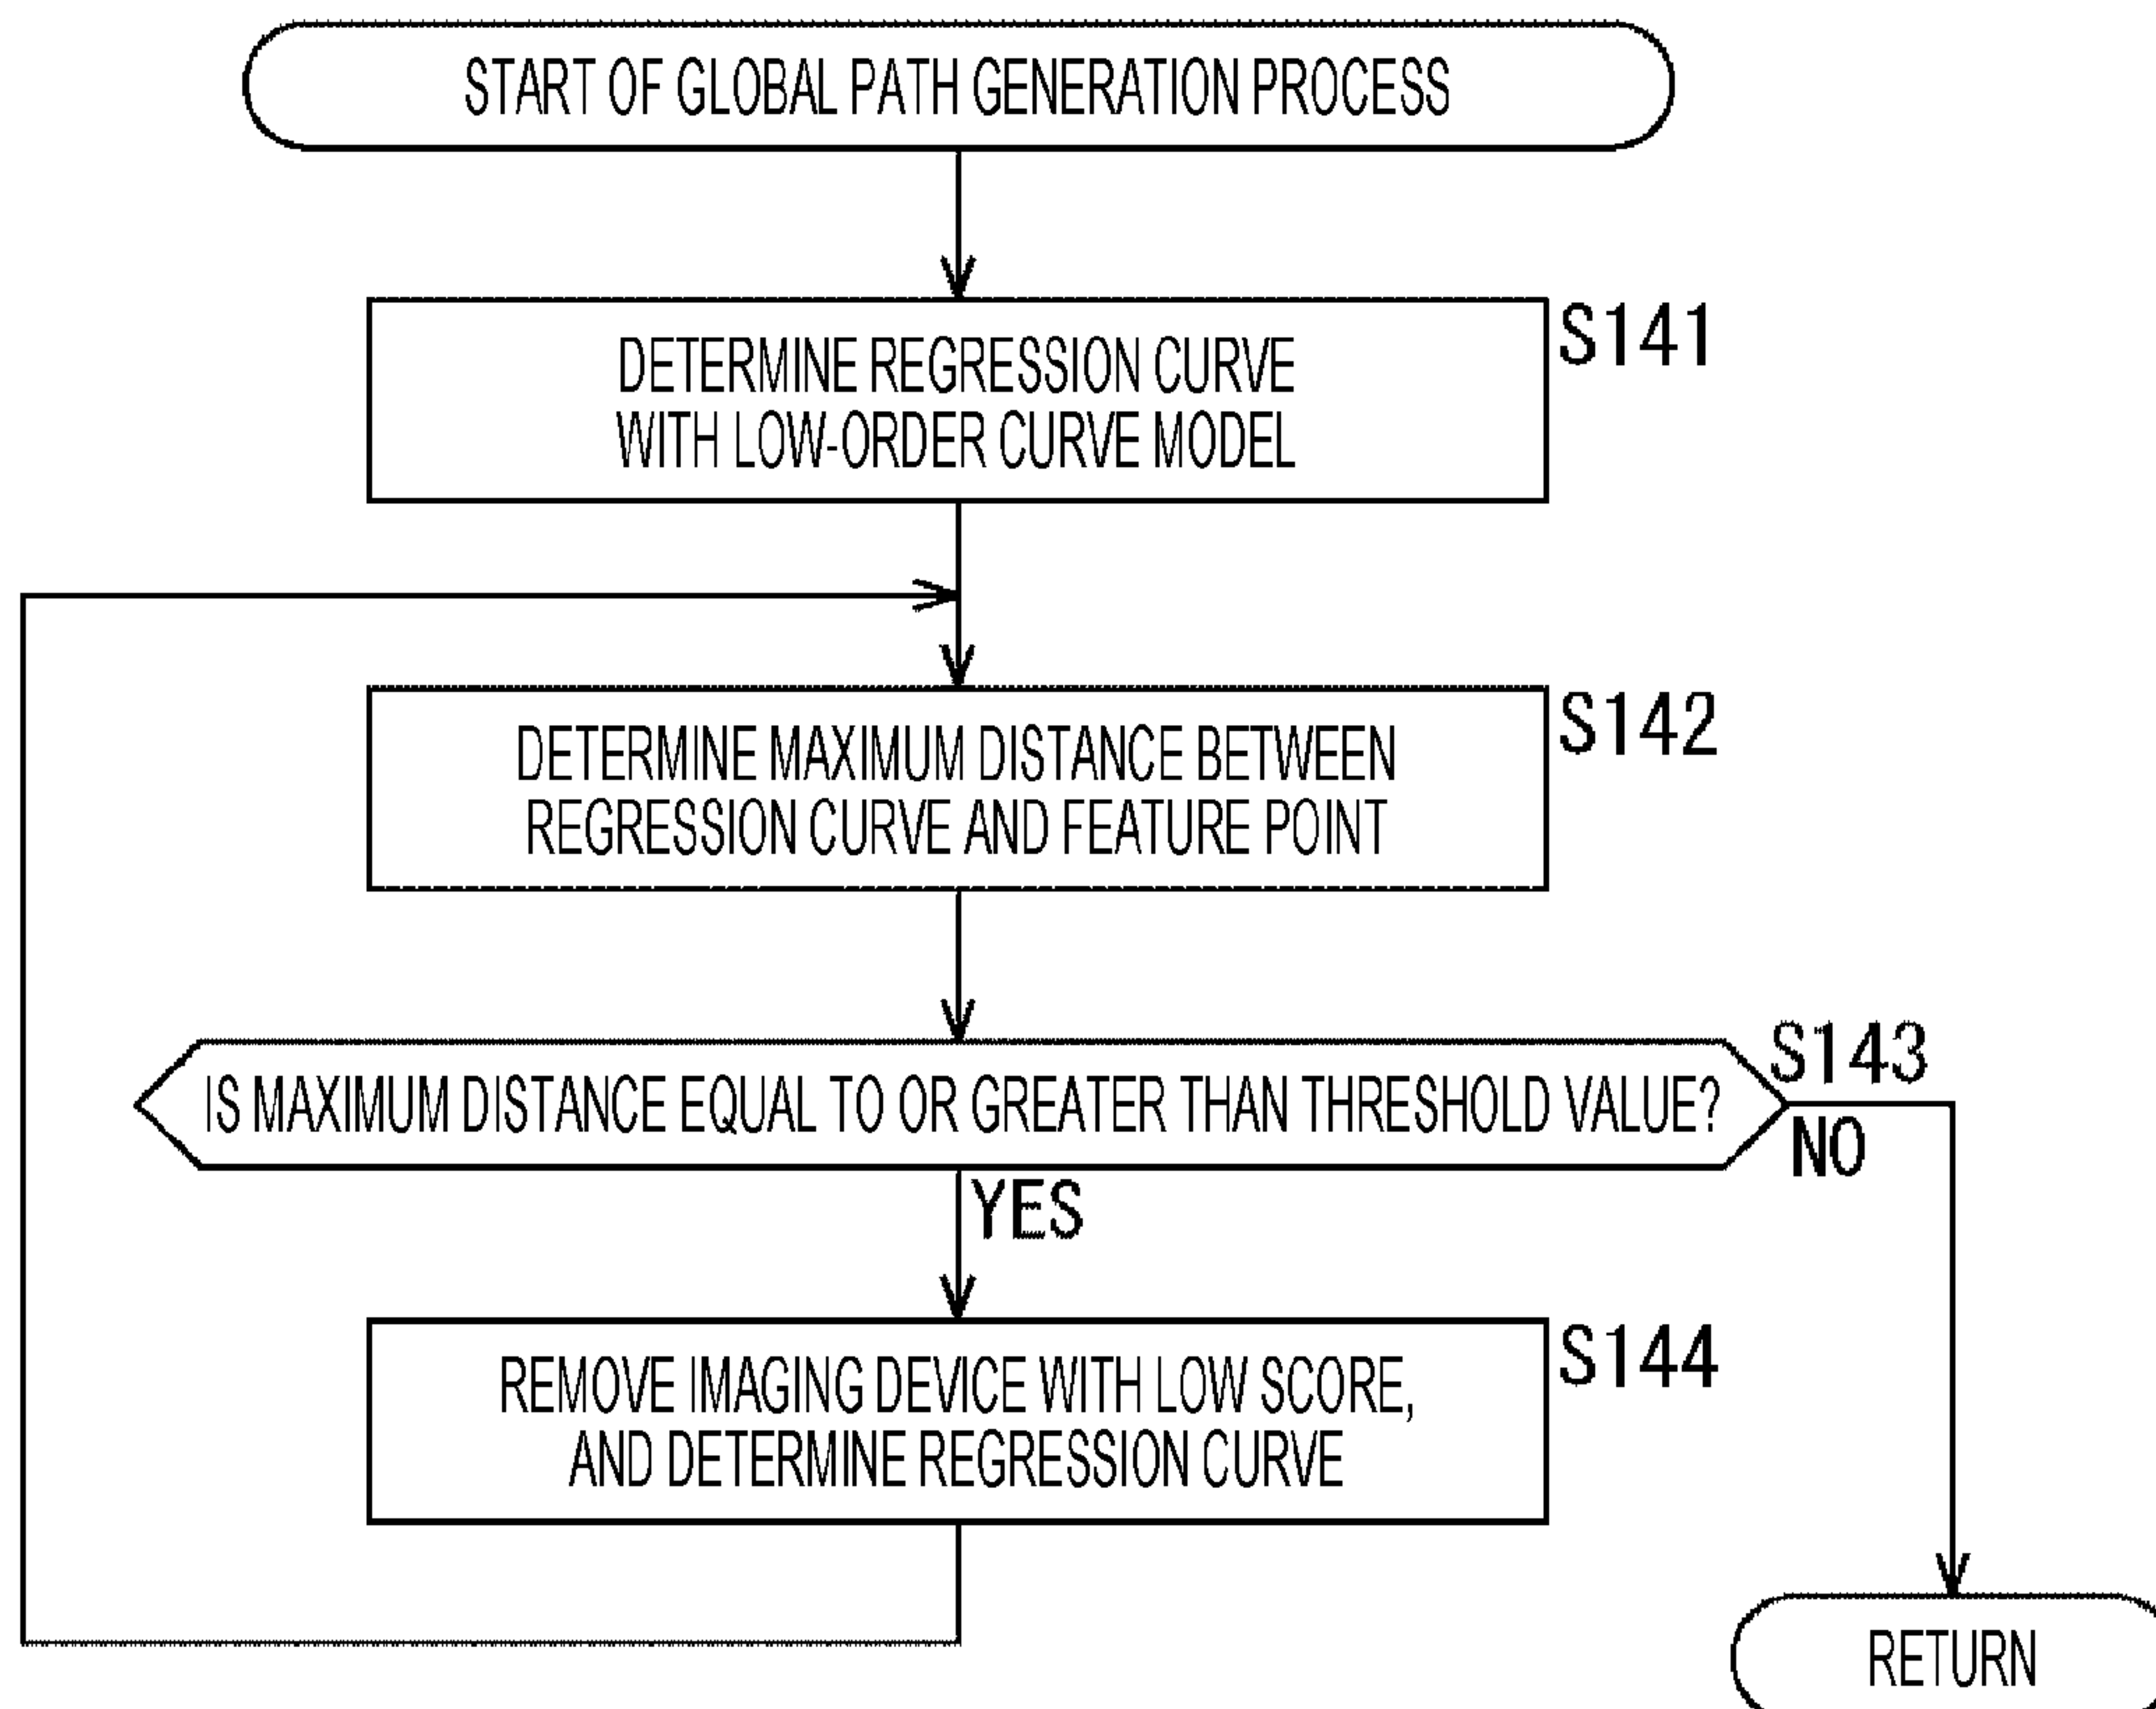 START OF GLOBAL PATH GENERATION PROCESS
DETERMINE REGRESSION CURVE
WITH LOW-ORDER CURVE MODEL
S141
DETERMINE MAXIMUM DISTANCE BETWEEN
REGRESSION CURVE AND FEATURE POINT
S142
IS MAXIMUM DISTANCE EQUAL TO OR GREATER THAN THRESHOLD VALUE?
S143
NO
YES
REMOVE IMAGING DEVICE WITH LOW SCORE,
AND DETERMINE REGRESSION CURVE
S144
RETURN